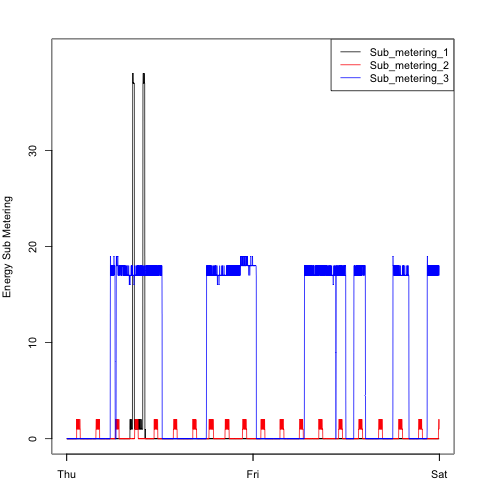 Sub_metering_1
Sub_metering_2
Sub_metering_3
Energy Sub Metering
30
20
10
0
Thu Fri Sat